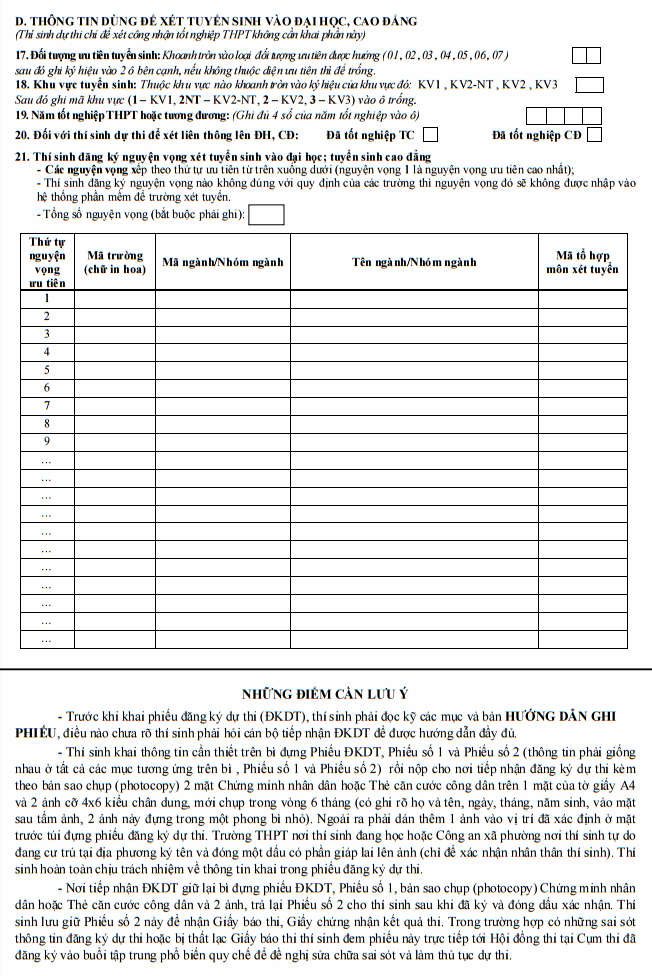 D. THÔNG TIN DÙNG ĐỂ XÉT TUYỂN SINH VÀO ĐẠI HỌC, CAO ĐẲNG
(Thí sinh dự thi chỉ để xét công nhận tốt nghiệp THPT không cần khai phần này)
17. Đối tượng ưu tiên tuyển sinh: Khoanh tròn vào loại đối tượng ưu tiên được hưởng (01, 02, 03, 04, 05, 06, 07)
sau đó ghi ký hiệu vào 2 ô bên cạnh, nếu không thuộc diện ưu tiên thì để trống.
18. Khu vực tuyển sinh: Thuộc khu vực nào khoanh tròn vào ký hiệu của khu vực đó: KV1 , KV2-NT , KV2 , KV3
Sau đó ghi mã khu vực (1 – KV1, 2NT – KV2-NT, 2 – KV2, 3 – KV3) vào ô trống.
19. Năm tốt nghiệp THPT hoặc tương đương: (Ghi đủ 4 số của năm tốt nghiệp vào ô)
20. Đối với thí sinh dự thi để xét liên thông lên ĐH, CĐ: Đã tốt nghiệp TC Đã tốt nghiệp CĐ
21. Thí sinh đăng ký nguyện vọng xét tuyển sinh vào đại học; tuyển sinh cao đẳng
- Các nguyện vọng xếp theo thứ tự ưu tiên từ trên xuống dưới (nguyện vọng 1 là nguyện vọng ưu tiên cao nhất);
- Thí sinh đăng ký nguyện vọng nào không đúng với quy định của các trường thì nguyện vọng đó sẽ không được nhập vào
hệ thống phần mềm để trường xét tuyển.
- Tổng số nguyện vọng (bắt buộc phải ghi):
Thứ tự nguyện vọng ưu tiên
Mã trường (chữ in hoa)
Mã ngành/Nhóm ngành
Tên ngành/Nhóm ngành
Mã tổ hợp môn xét tuyển
1
2
3
4
5
6
7
8
9
...
...
...
...
...
...
...
...
...
...
...
NHỮNG ĐIỂM CẦN LƯU Ý
- Trước khi khai phiếu đăng ký dự thi (ĐKDT), thí sinh phải đọc kỹ các mục và bản HƯỚNG DẪN GHI
PHIẾU, điều nào chưa rõ thí sinh phải hỏi cán bộ tiếp nhận ĐKDT để được hướng dẫn đầy đủ.
- Thí sinh khai thông tin cần thiết trên bì đựng Phiếu ĐKDT, Phiếu số 1 và Phiếu số 2 (thông tin phải giống
nhau ở tất cả các mục tương ứng trên bì , Phiếu số 1 và Phiếu số 2) rồi nộp cho nơi tiếp nhận đăng ký dự thi kèm
theo bản sao chụp (photocopy) 2 mặt Chứng minh nhân dân hoặc Thẻ căn cước công dân trên 1 mặt của tờ giấy A4
và 2 ảnh cỡ 4x6 kiểu chân dung, mới chụp trong vòng 6 tháng (có ghi rõ họ và tên, ngày, tháng, năm sinh, vào mặt
sau tấm ảnh, 2 ảnh này đựng trong một phong bì nhỏ). Ngoài ra phải dán thêm 1 ảnh vào vị trí đã xác định ở mặt
trước túi đựng phiếu đăng ký dự thi. Trường THPT nơi thí sinh đang học hoặc Công an xã phường nơi thí sinh tự do
đang cư trú tại địa phương ký tên và đóng một dấu có phần giáp lai lên ảnh (chỉ để xác nhận nhân thân thí sinh). Thí
sinh hoàn toàn chịu trách nhiệm về thông tin khai trong phiếu đăng ký dự thi.
- Nơi tiếp nhận ĐKDT giữ lại bì đựng phiếu ĐKDT, Phiếu số 1, bản sao chụp (photocopy) Chứng minh nhân
dân hoặc Thẻ căn cước công dân và 2 ảnh, trả lại Phiếu số 2 cho thí sinh sau khi đã ký và đóng dấu xác nhận. Thí
sinh lưu giữ Phiếu số 2 này để nhận Giấy báo thi, Giấy chứng nhận kết quả thi. Trong trường hợp có những sai sót
thông tin đăng ký dự thi hoặc bị thất lạc Giấy báo thi thí sinh đem phiếu này trực tiếp tới Hội đồng thi tại Cụm thi đã
đăng ký vào buổi tập trung phổ biến quy chế để đề nghị sửa chữa sai sót và làm thủ tục dự thi.